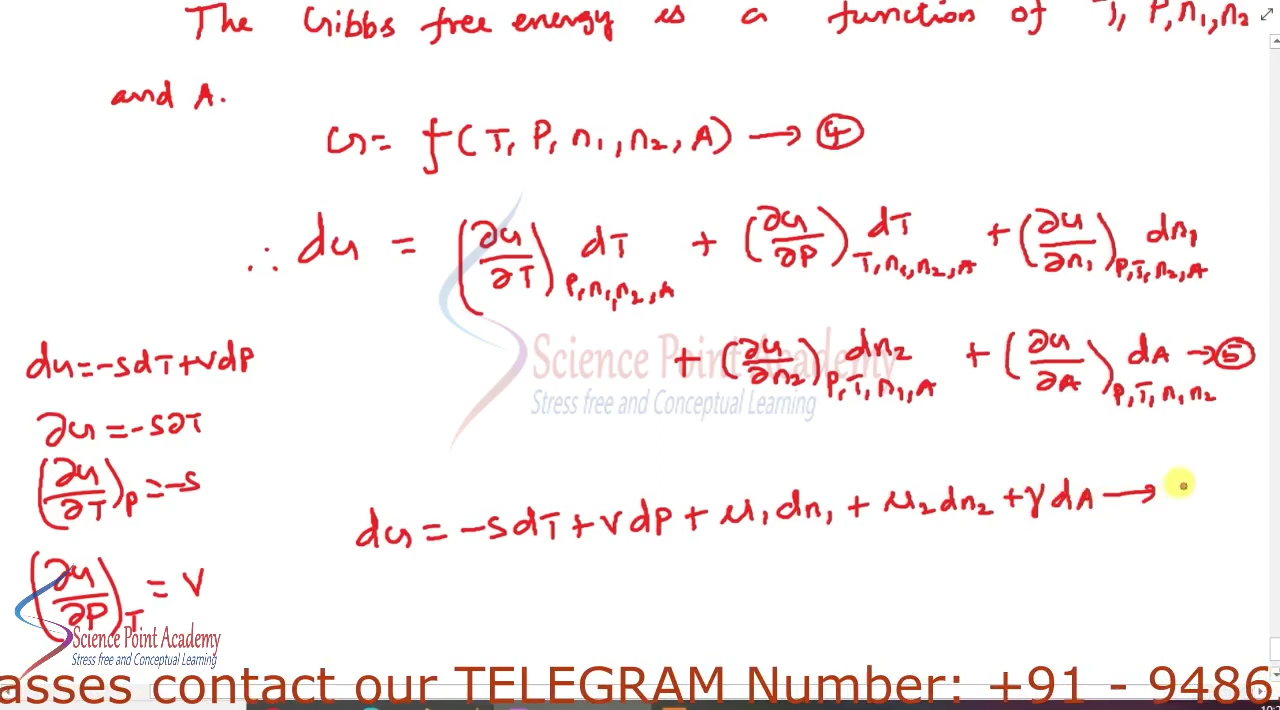 The Gibbs free energy is a function of T, P, n₁, n₂
and A.
G = f(T, P, n₁, n₂, A) → ④
∴ dG = (∂G/∂T)P,n₁,n₂,A dT + (∂G/∂P)T,n₁,n₂,A dT + (∂G/∂n₁)P,T,n₂,A dn₁
+ (∂G/∂n₂)P,T,n₁,A dn₂ + (∂G/∂A)P,T,n₁,n₂ dA → ⑤
dG = -SdT + VdP
∂G = -S∂T
(∂G/∂T)P = -S
dG = -SdT + VdP + μ₁dn₁ + μ₂dn₂ + γdA →
(∂G/∂P)T = V
Science Point Academy
Stress free and Conceptual Learning
Science Point Academy
Stress free and Conceptual Learning
asses contact our TELEGRAM Number: +91 - 9486